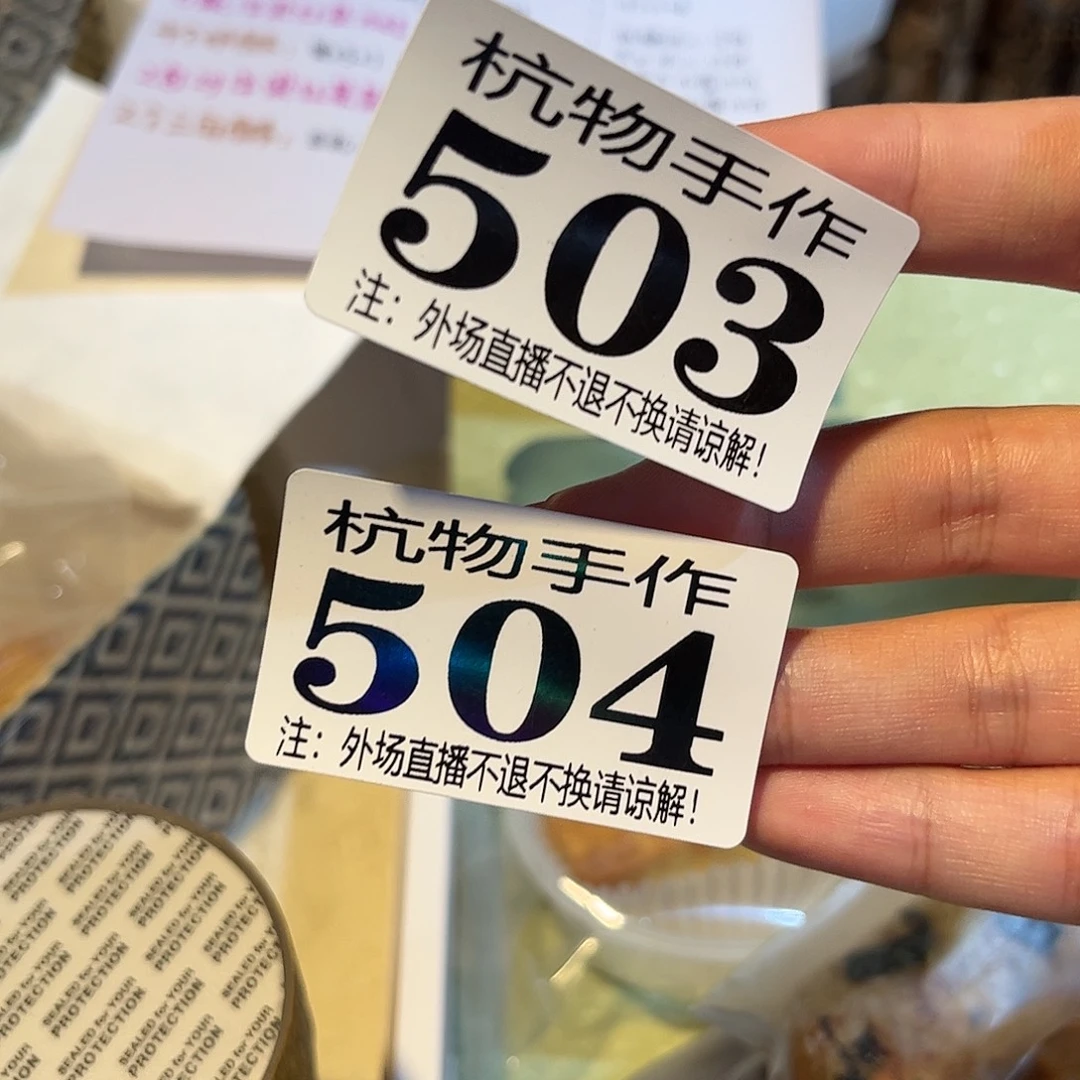 杭物手作
503
注：外场直播不退不换请谅解！
杭物手作
504
注：外场直播不退不换请谅解！
SEALED for YOUR
PROTECTION